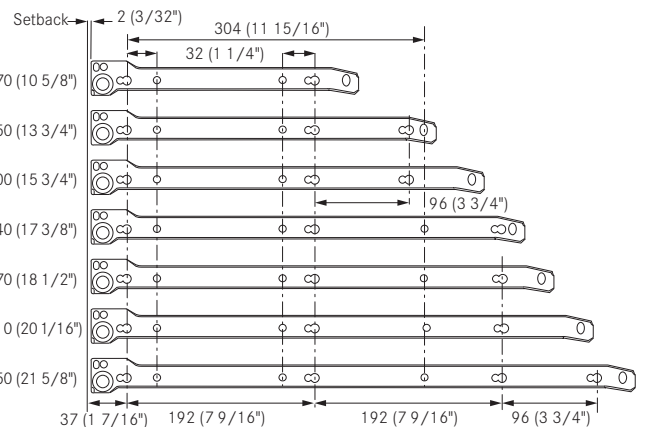 Setback 2 (3/32")
304 (11 15/16")
32 (1 1/4")
70 (10 5/8")
50 (13 3/4")
00 (15 3/4")
96 (3 3/4")
40 (17 3/8")
70 (18 1/2")
10 (20 1/16")
50 (21 5/8")
37 (1 7/16") 192 (7 9/16") 192 (7 9/16") 96 (3 3/4")